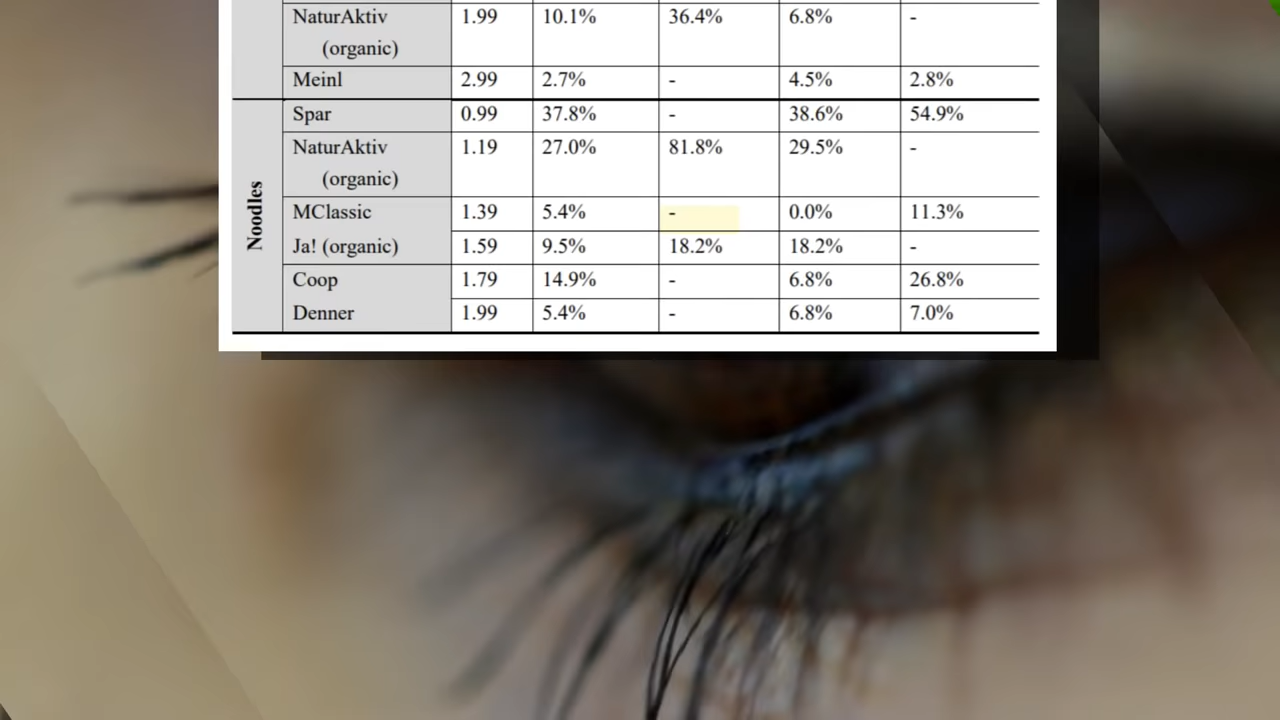 NaturAktiv 1.99 10.1% 36.4% 6.8% -
(organic)
Meinl 2.99 2.7% - 4.5% 2.8%
Noodles
Spar 0.99 37.8% - 38.6% 54.9%
NaturAktiv 1.19 27.0% 81.8% 29.5% -
(organic)
MClassic 1.39 5.4% - 0.0% 11.3%
Ja! (organic) 1.59 9.5% 18.2% 18.2% -
Coop 1.79 14.9% - 6.8% 26.8%
Denner 1.99 5.4% - 6.8% 7.0%